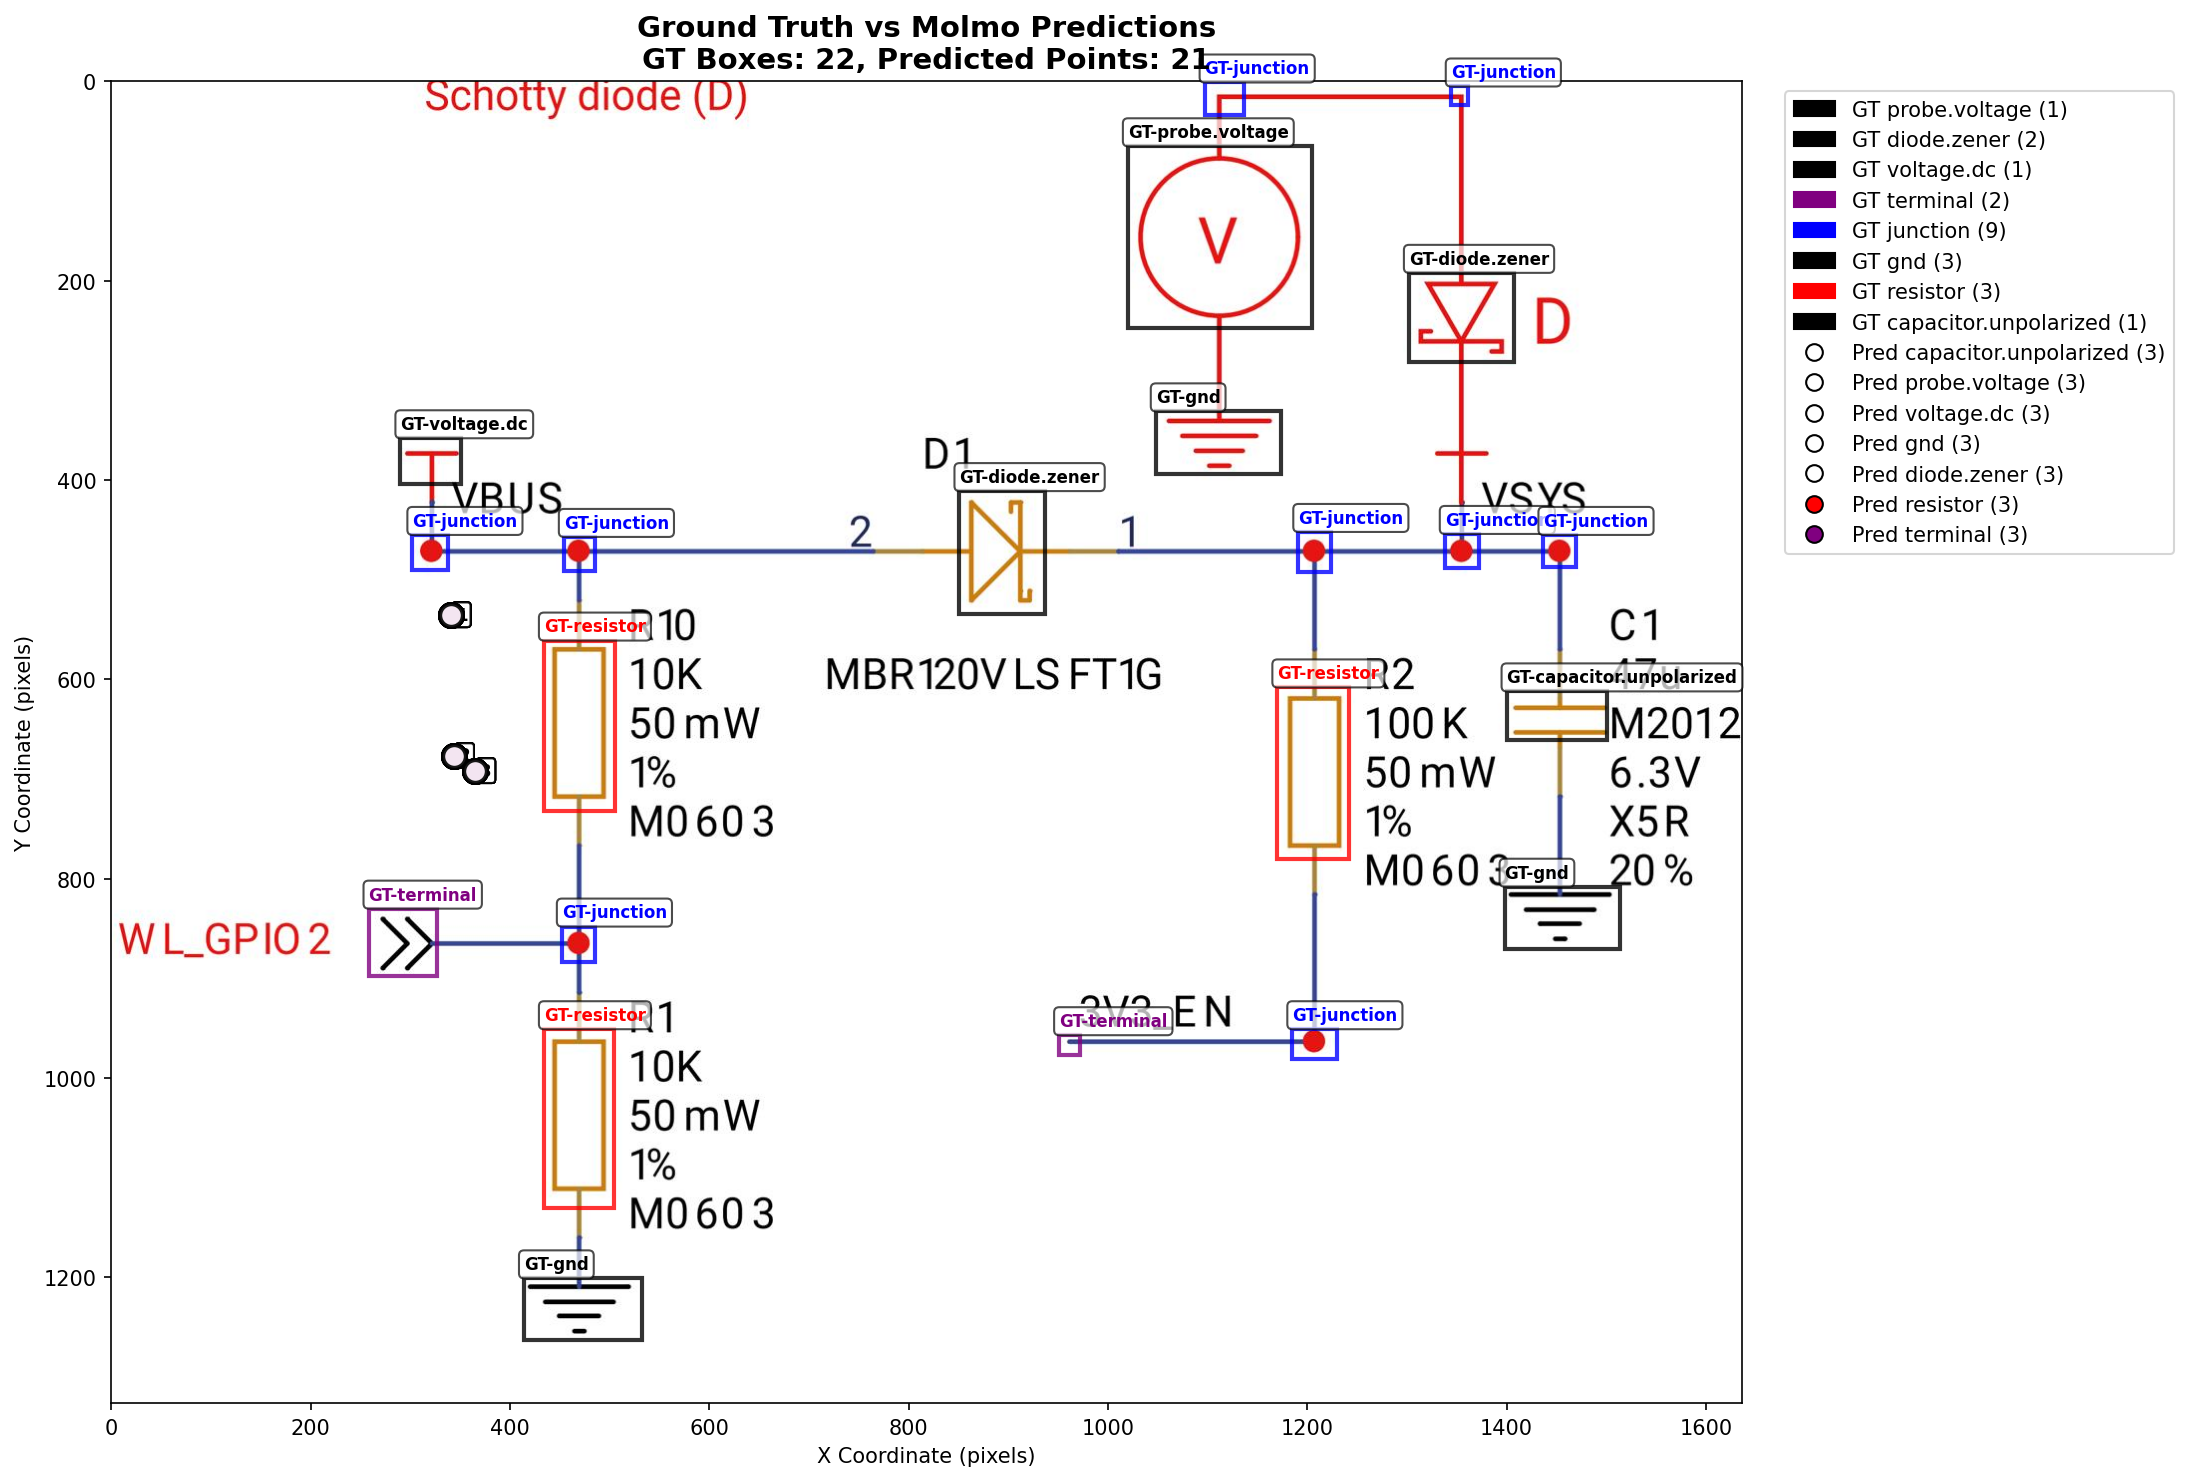 Ground Truth vs Molmo Predictions
GT Boxes: 22, Predicted Points: 21
Schotty diode (D)
GT-junction
GT-junction
GT-probe.voltage
V
GT-diode.zener
D
GT-gnd
GT-voltage.dc
VBUS
D1
GT-diode.zener
VSYS
GT-junction
GT-junction
2
1
GT-junction
GT-junction
GT-junction
GT-resistor
R10
10K
50 mW
1%
M0603
MBR120VLSFT1G
GT-resistor
R2
100K
50 mW
1%
M0603
C1
47u
GT-capacitor.unpolarized
M2012
6.3V
X5R
20%
GT-gnd
GT-terminal
WL_GPIO2
GT-junction
3V3_EN
GT-terminal
GT-junction
GT-resistor
R1
10K
50 mW
1%
M0603
GT-gnd
0
200
400
600
800
1000
1200
Y Coordinate (pixels)
0
200
400
600
800
1000
1200
1400
1600
X Coordinate (pixels)
GT probe.voltage (1)
GT diode.zener (2)
GT voltage.dc (1)
GT terminal (2)
GT junction (9)
GT gnd (3)
GT resistor (3)
GT capacitor.unpolarized (1)
Pred capacitor.unpolarized (3)
Pred probe.voltage (3)
Pred voltage.dc (3)
Pred gnd (3)
Pred diode.zener (3)
Pred resistor (3)
Pred terminal (3)